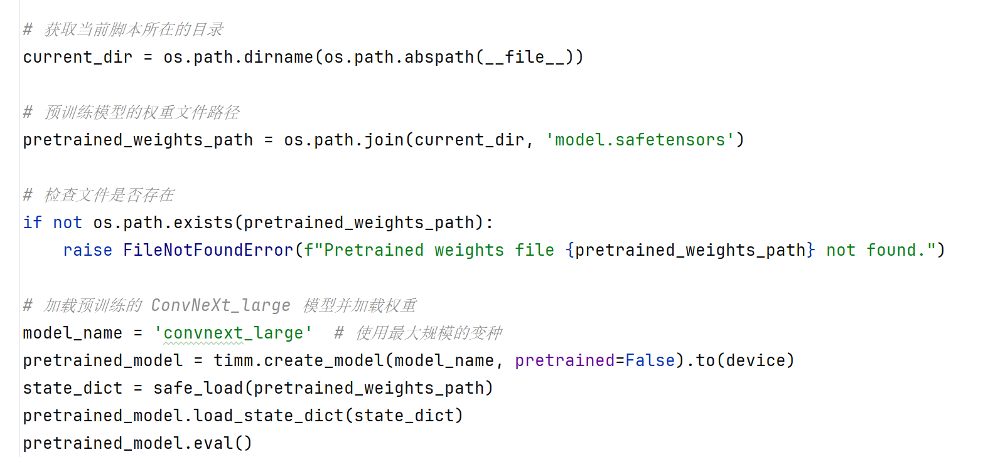 # 获取当前脚本所在的目录
current_dir = os.path.dirname(os.path.abspath(__file__))
# 预训练模型的权重文件路径
pretrained_weights_path = os.path.join(current_dir, 'model.safetensors')
# 检查文件是否存在
if not os.path.exists(pretrained_weights_path):
    raise FileNotFoundError(f"Pretrained weights file {pretrained_weights_path} not found.")
# 加载预训练的 ConvNeXt_large 模型并加载权重
model_name = 'convnext_large'  # 使用最大规模的变种
pretrained_model = timm.create_model(model_name, pretrained=False).to(device)
state_dict = safe_load(pretrained_weights_path)
pretrained_model.load_state_dict(state_dict)
pretrained_model.eval()